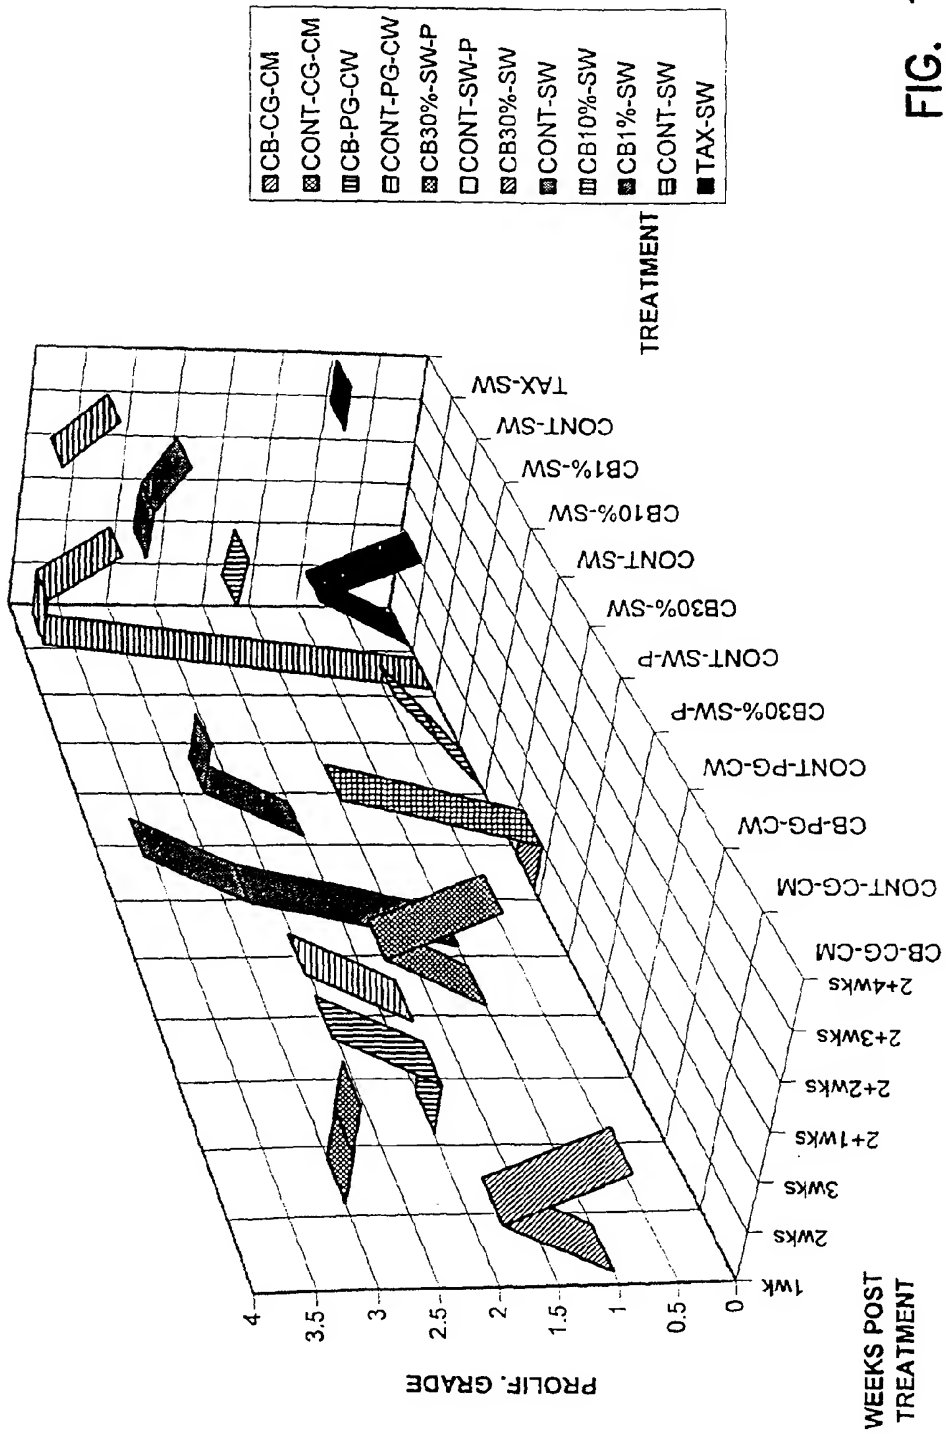 CB-CG-CM
CONT-CG-CM
CB-PG-CW
CONT-PG-CW
CB30%-SW-P
CONT-SW-P
CB30%-SW
CONT-SW
CB10%-SW
CB1%-SW
CONT-SW
TAX-SW
FIG.
TREATMENT
TAX-SW
CONT-SW
CB1%-SW
CB10%-SW
CONT-SW
CB30%-SW
CONT-SW-P
CB30%-SW-P
CONT-PG-CW
CB-PG-CW
CONT-CG-CM
CB-CG-CM
2+4wks
2+3wks
2+2wks
2+1wks
3wks
2wks
1wk
4
3.5
3
2.5
2
1.5
1
0.5
0
PROLIF. GRADE
WEEKS POST
TREATMENT